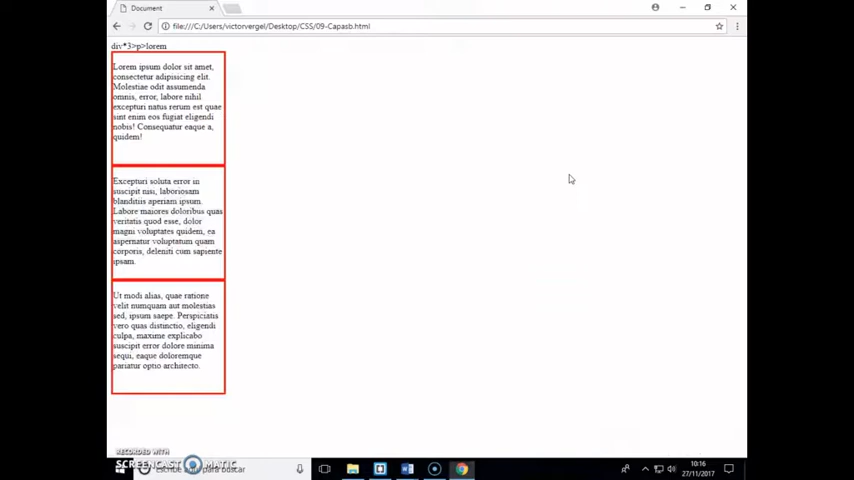 Document
file:///C:/Users/victorvergel/Desktop/CSS/09-Capasb.html
div*3>p>lorem
Lorem ipsum dolor sit amet,
consectetur adipisicing elit.
Molestiae odit assumenda
omnis, error, labore nihil
excepturi natus rerum est quae
sint enim eos fugiat eligendi
nobis! Consequatur eaque a,
quidem!
Excepturi soluta error in
suscipit nisi, laboriosam
blanditiis aperiam ipsum.
Labore maiores doloribus quas
veritatis quod esse, dolor
magni voluptates quidem, ea
aspernatur voluptatum quam
corporis, deleniti cum sapiente
ipsam.
Ut modi alias, quae ratione
velit numquam aut molestias
sed, ipsum saepe. Perspiciatis
vero quas distinctio, eligendi
culpa, maxime explicabo
suscipit error dolore minima
sequi, eaque doloremque
pariatur optio architecto.
RECORDED WITH
SCREENCAST MATIC
Escribe aquí para buscar
10:16
27/11/2017